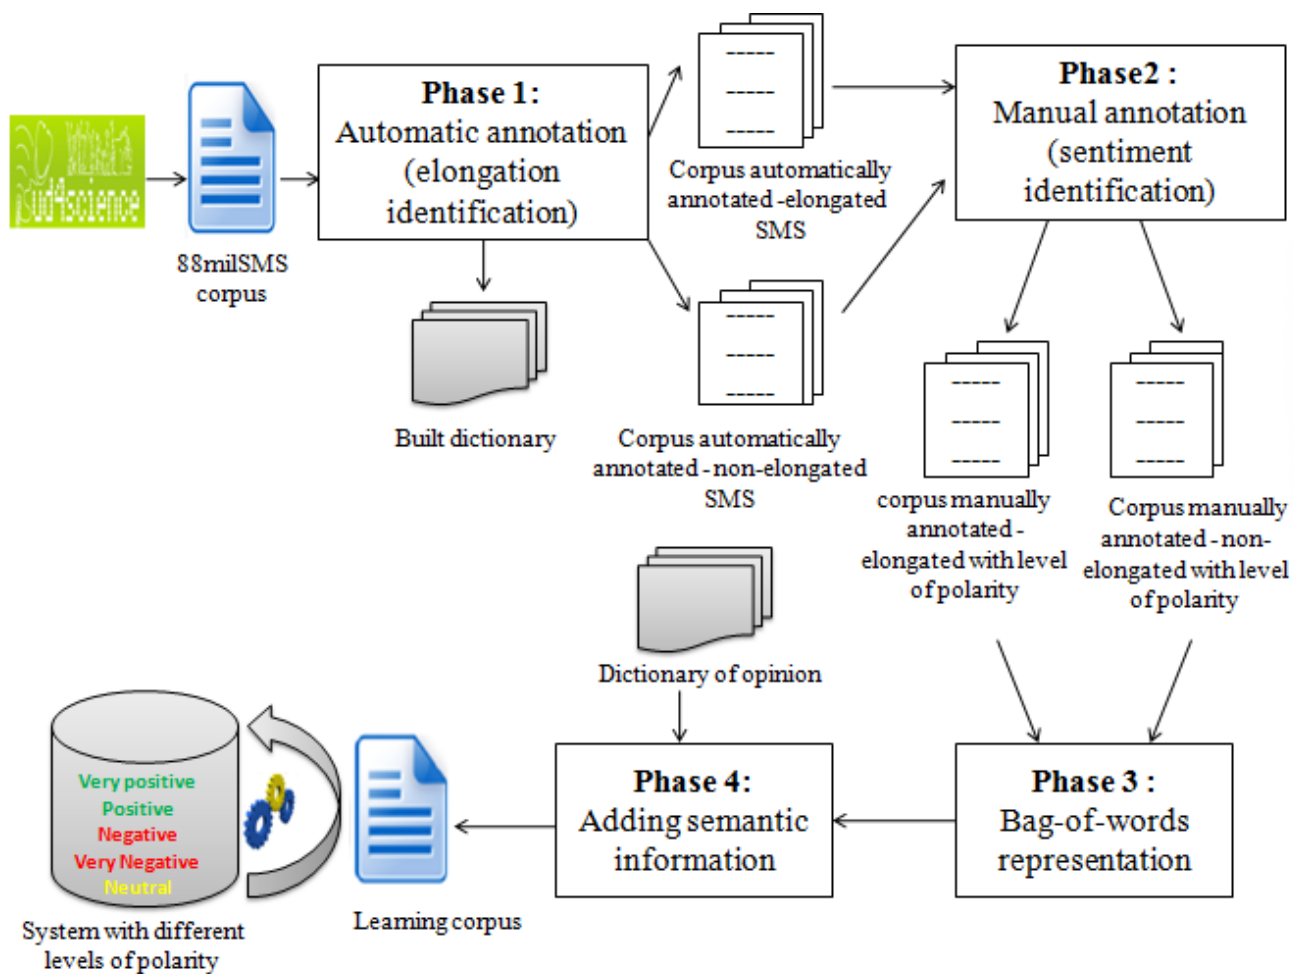 ud4science
88milSMS
corpus
Phase 1:
Automatic annotation
(elongation
identification)
Built dictionary
Corpus automatically
annotated -elongated
SMS
Corpus automatically
annotated - non-elongated
SMS
Phase2 :
Manual annotation
(sentiment
identification)
corpus manually
annotated -
elongated with level
of polarity
Corpus manually
annotated - non-
elongated with level
of polarity
Phase 3 :
Bag-of-words
representation
Dictionary of opinion
Phase 4:
Adding semantic
information
Learning corpus
Very positive
Positive
Negative
Very Negative
Neutral
System with different
levels of polarity